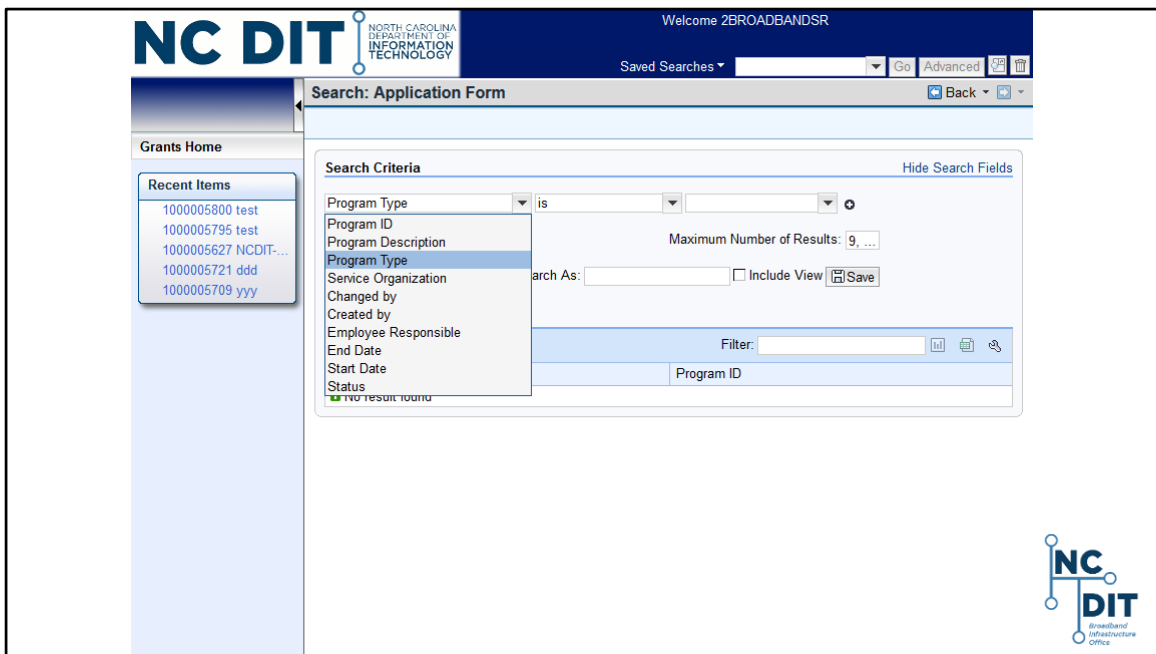 NC DIT
NORTH CAROLINA
DEPARTMENT OF
INFORMATION
TECHNOLOGY
Welcome 2BROADBANDSR
Saved Searches
Go
Advanced
Search: Application Form
Back
Grants Home
Recent Items
1000005800 test
1000005795 test
1000005627 NCDIT-...
1000005721 ddd
1000005709 yyy
Search Criteria
Hide Search Fields
Program Type
is
Program ID
Program Description
Program Type
Service Organization
Changed by
Created by
Employee Responsible
End Date
Start Date
Status
Maximum Number of Results: 9, ...
arch As:
Include View
Save
Filter:
Program ID
No result found
NC
DIT
Broadband
Infrastructure
Office